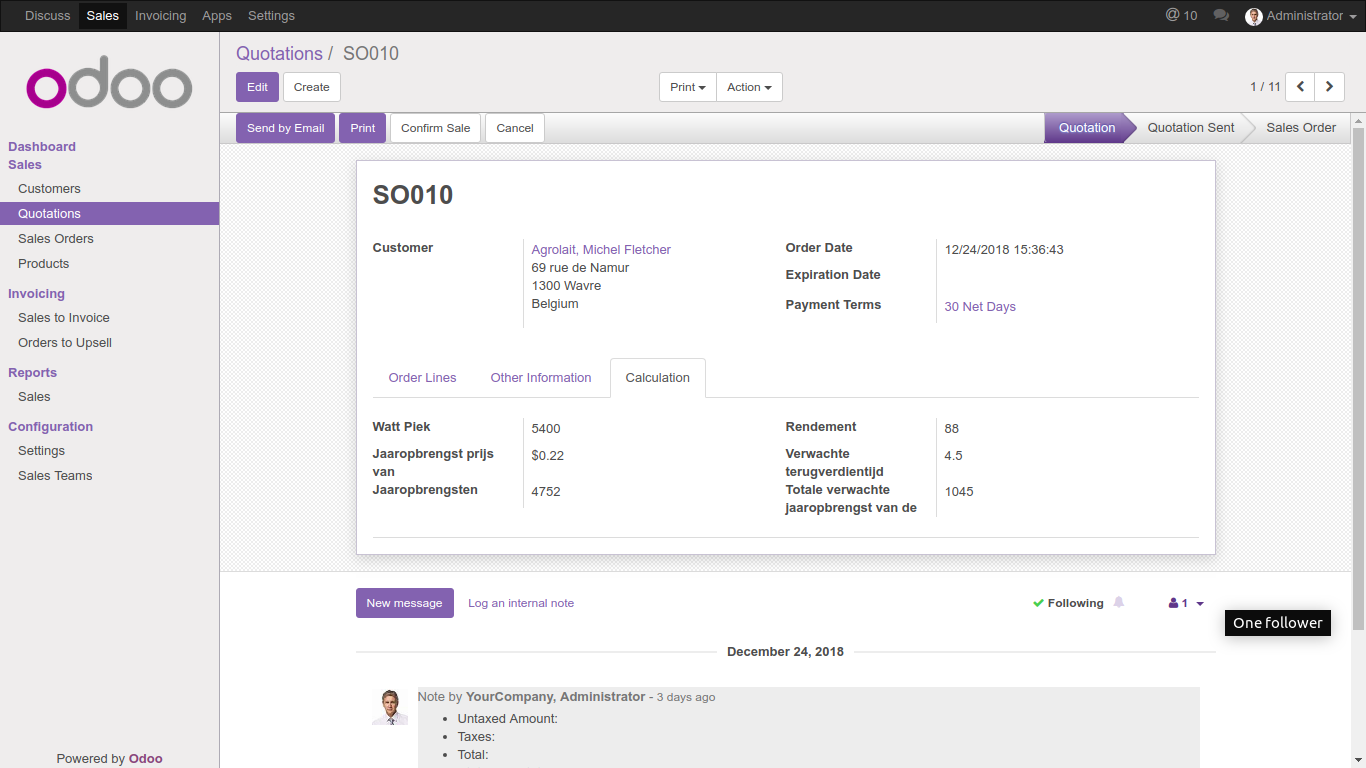 Discuss Sales Invoicing Apps Settings @ 10 Administrator
odoo
Dashboard
Sales
Customers
Quotations
Sales Orders
Products
Invoicing
Sales to Invoice
Orders to Upsell
Reports
Sales
Configuration
Settings
Sales Teams
Powered by Odoo
Quotations / SO010
Edit Create Print Action 1 / 11
Send by Email Print Confirm Sale Cancel Quotation Quotation Sent Sales Order
SO010
Customer
Agrolait, Michel Fletcher
69 rue de Namur
1300 Wavre
Belgium
Order Date 12/24/2018 15:36:43
Expiration Date
Payment Terms 30 Net Days
Order Lines Other Information Calculation
Watt Piek 5400
Jaaropbrengst prijs $0.22
van
Jaaropbrengsten 4752
Rendement 88
Verwachte 4.5
terugverdientijd
Totale verwachte 1045
jaaropbrengst van de
New message Log an internal note Following 1
One follower
December 24, 2018
Note by YourCompany, Administrator - 3 days ago
• Untaxed Amount:
• Taxes:
• Total: